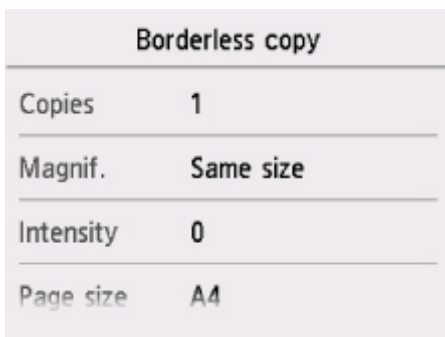 Borderless copy
Copies 1
Magnif. Same size
Intensity 0
Page size A4